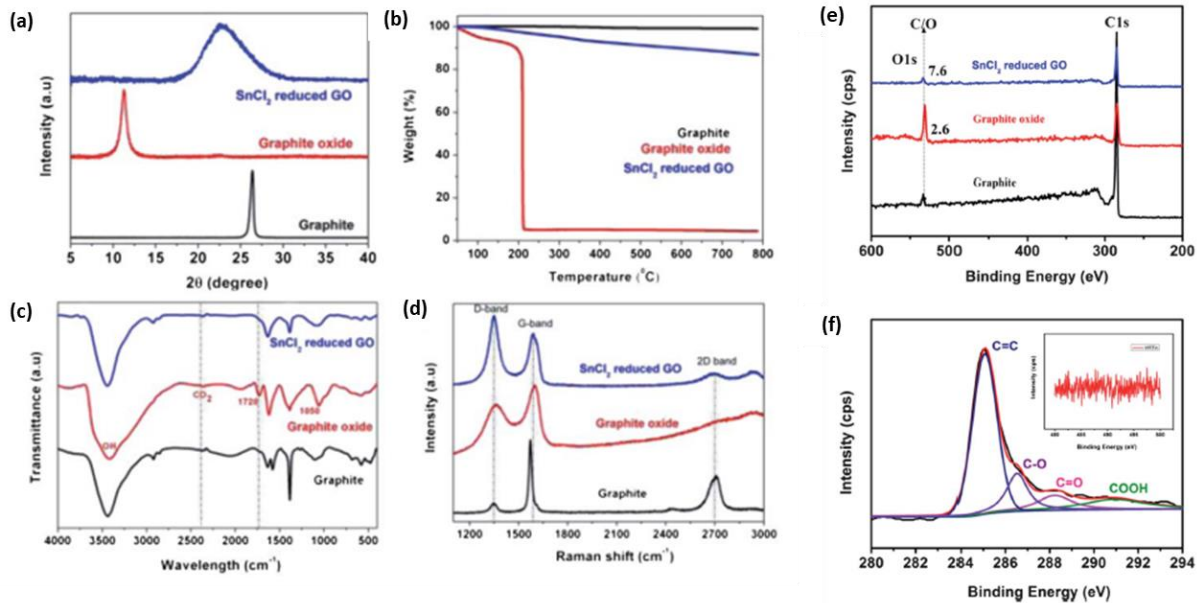 (a)
Intensity (a.u)
SnCl2 reduced GO
Graphite oxide
Graphite
5 10 15 20 25 30 35 40
2θ (degree)
(b)
Weight (%)
100
80
60
40
20
0
Graphite
Graphite oxide
SnCl2 reduced GO
100 200 300 400 500 600 700 800
Temperature (°C)
(e)
Intensity (cps)
C/O
C1s
O1s
7.6
SnCl2 reduced GO
2.6
Graphite oxide
Graphite
600 500 400 300 200
Binding Energy (eV)
(c)
Transmittance (a.u)
SnCl2 reduced GO
CO2
1720
1050
Graphite oxide
OH
Graphite
4000 3500 3000 2500 2000 1500 1000 500
Wavelength (cm-1)
(d)
Intensity (a.u)
D-band
G-band
2D band
SnCl2 reduced GO
Graphite oxide
Graphite
1200 1500 1800 2100 2400 2700 3000
Raman shift (cm-1)
(f)
Intensity (cps)
C=C
C-O
C=O
COOH
Intensity (cps)
Binding Energy (eV)
280 282 284 286 288 290 292 294
Binding Energy (eV)